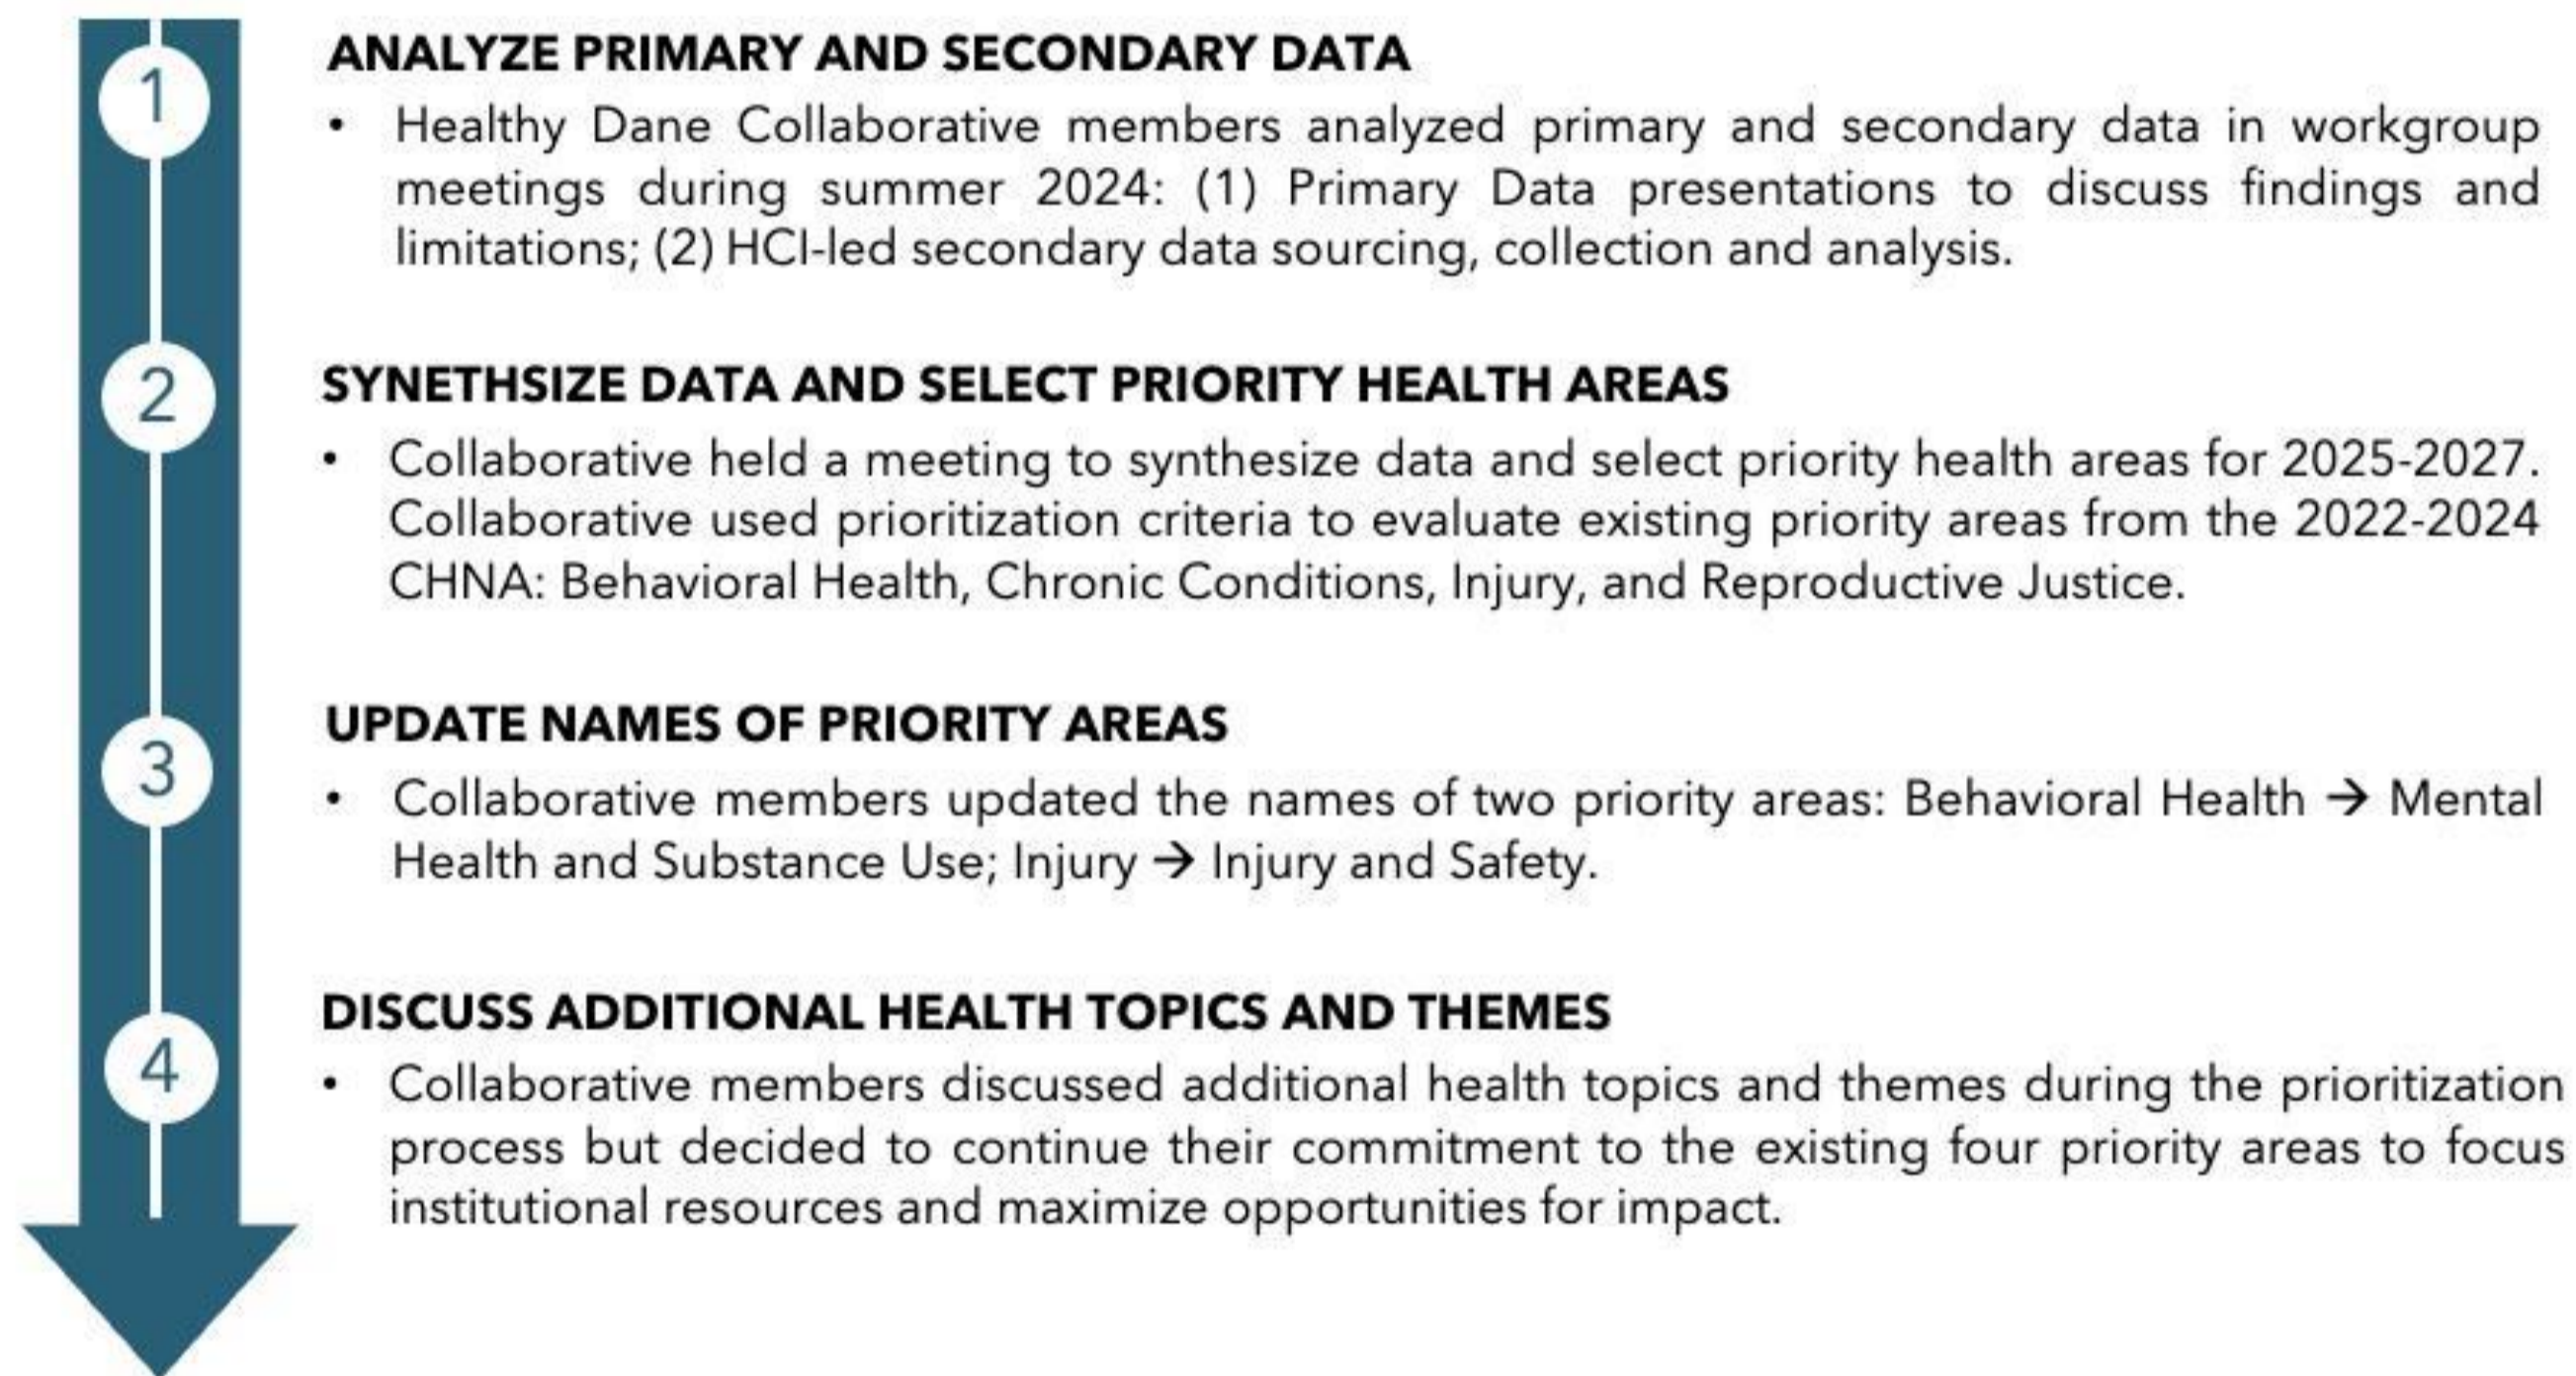 1
ANALYZE PRIMARY AND SECONDARY DATA
• Healthy Dane Collaborative members analyzed primary and secondary data in workgroup
meetings during summer 2024: (1) Primary Data presentations to discuss findings and
limitations; (2) HCI-led secondary data sourcing, collection and analysis.
2
SYNETHSIZE DATA AND SELECT PRIORITY HEALTH AREAS
• Collaborative held a meeting to synthesize data and select priority health areas for 2025-2027.
Collaborative used prioritization criteria to evaluate existing priority areas from the 2022-2024
CHNA: Behavioral Health, Chronic Conditions, Injury, and Reproductive Justice.
3
UPDATE NAMES OF PRIORITY AREAS
• Collaborative members updated the names of two priority areas: Behavioral Health → Mental
Health and Substance Use; Injury → Injury and Safety.
4
DISCUSS ADDITIONAL HEALTH TOPICS AND THEMES
• Collaborative members discussed additional health topics and themes during the prioritization
process but decided to continue their commitment to the existing four priority areas to focus
institutional resources and maximize opportunities for impact.